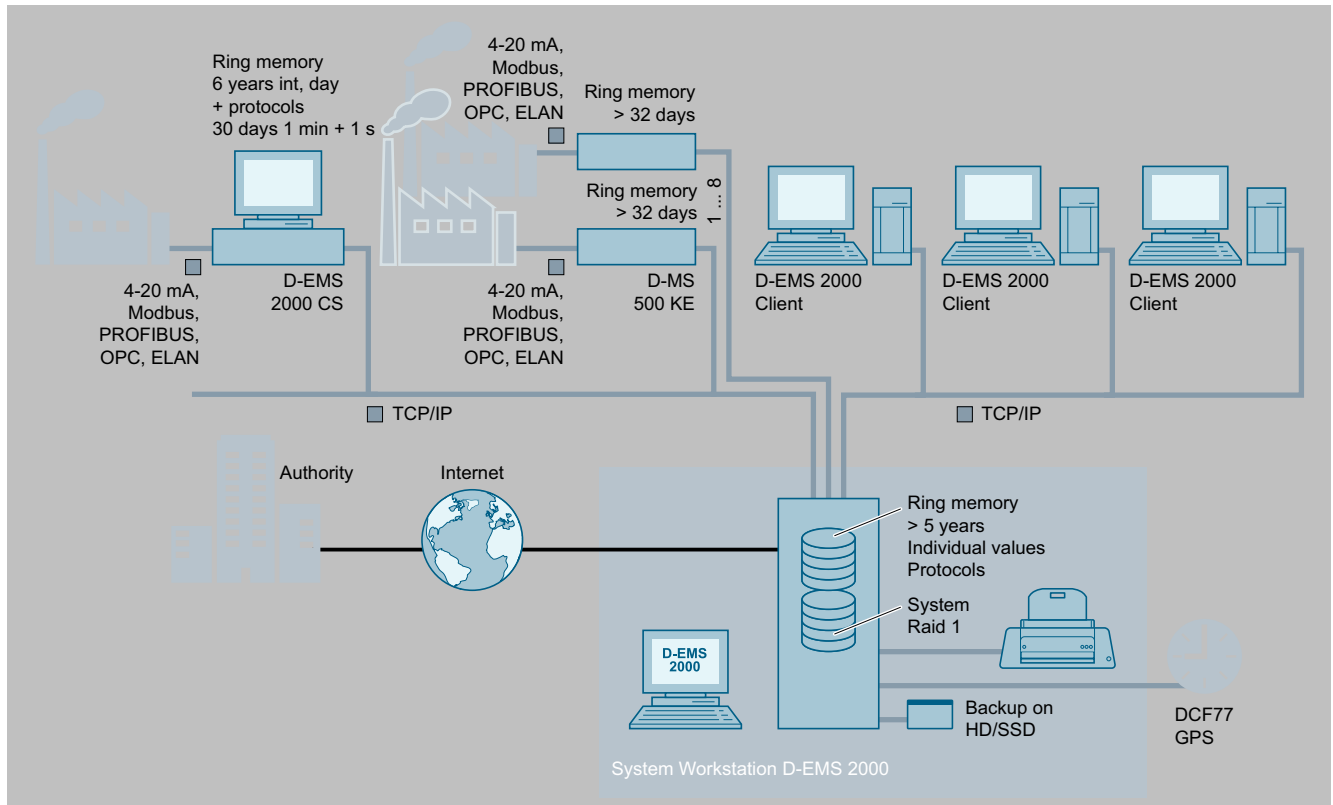 Ring memory
6 years int, day
+ protocols
30 days 1 min + 1 s
4-20 mA,
Modbus,
PROFIBUS,
OPC, ELAN
Ring memory
> 32 days
Ring memory
> 32 days
1 ... 8
D-EMS
2000 CS
4-20 mA,
Modbus,
PROFIBUS,
OPC, ELAN
4-20 mA,
Modbus,
PROFIBUS,
OPC, ELAN
D-MS
500 KE
D-EMS 2000
Client
D-EMS 2000
Client
D-EMS 2000
Client
TCP/IP
TCP/IP
Authority
Internet
Ring memory
> 5 years
Individual values
Protocols
System
Raid 1
D-EMS
2000
Backup on
HD/SSD
DCF77
GPS
System Workstation D-EMS 2000